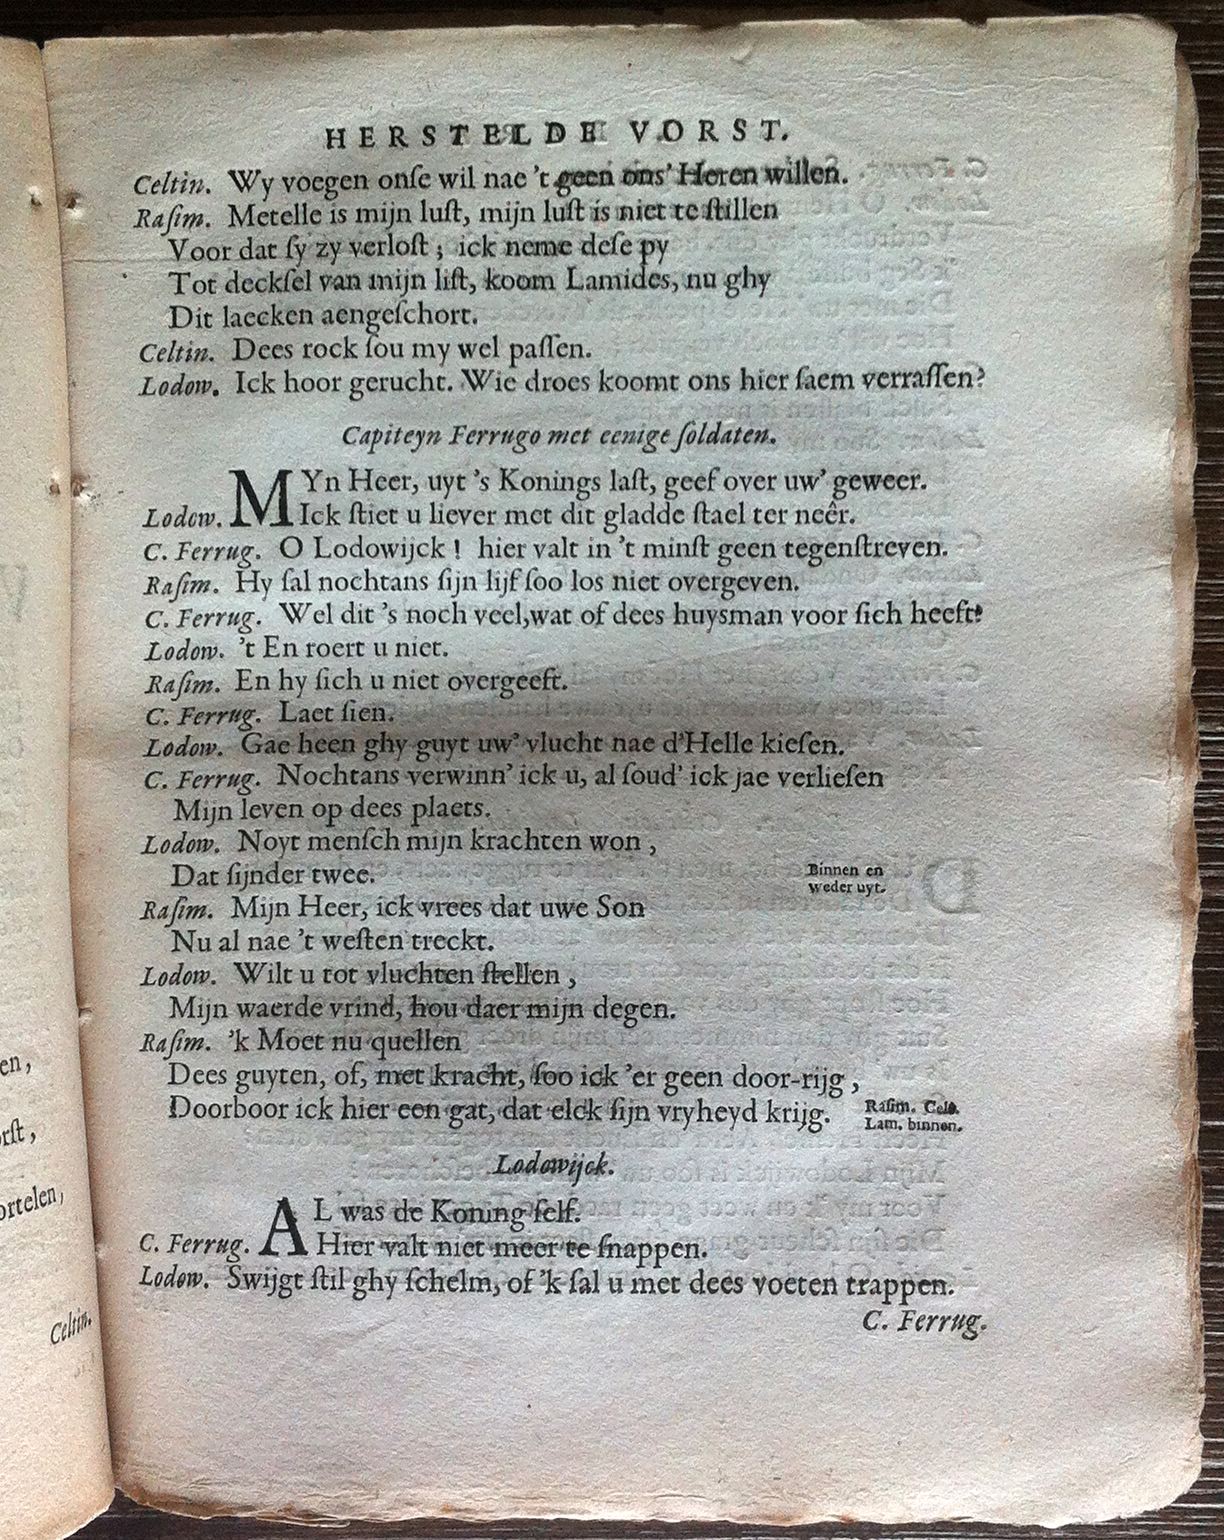 HERSTELDE VORST.
Celtin. Wy voegen onſe wil nae 't geen ons' Heren willen.
Raſim. Metelle is mijn luſt, mijn luſt is niet te ſtillen
Voor dat ſy zy verloſt; ick neme deſe py
Tot deckſel van mijn liſt, koom Lamides, nu ghy
Dit laecken aengeſchort.
Celtin. Dees rock ſou my wel paſſen.
Lodow. Ick hoor gerucht. Wie droes koomt ons hier ſaem verraſſen?
Capiteyn Ferrugo met eenige ſoldaten.
MYn Heer, uyt 's Konings laſt, geef over uw' geweer.
Lodow. Ick ſtiet u liever met dit gladde ſtael ter neêr.
C. Ferrug. O Lodowijck! hier valt in 't minſt geen tegenſtreven.
Raſim. Hy ſal nochtans ſijn lijf ſoo los niet overgeven.
C. Ferrug. Wel dit 's noch veel, wat of dees huysman voor ſich heeft?
Lodow. 't En roert u niet.
Raſim. En hy ſich u niet overgeeft.
C. Ferrug. Laet ſien.
Lodow. Gae heen ghy guyt uw' vlucht nae d'Helle kieſen.
C. Ferrug. Nochtans verwinn' ick u, al ſoud' ick jae verlieſen
Mijn leven op dees plaets.
Lodow. Noyt menſch mijn krachten won,
Dat ſijnder twee.
Binnen en
weder uyt.
Raſim. Mijn Heer, ick vrees dat uwe Son
Nu al nae 't weſten treckt.
Lodow. Wilt u tot vluchten ſtellen,
Mijn waerde vrind, hou daer mijn degen.
Raſim. 'k Moet nu quellen
Dees guyten, of, met kracht, ſoo ick 'er geen door-rijg,
Doorboor ick hier een gat, dat elck ſijn vryheyd krijg.
Raſim. Celt.
Lam. binnen.
Lodowijck.
AL was de Koning ſelf.
C. Ferrug. Hier valt niet meer te ſnappen.
Lodow. Swijgt ſtil ghy ſchelm, of 'k ſal u met dees voeten trappen.
C. Ferrug.
en,
rſt,
ortelen,
Celtin.